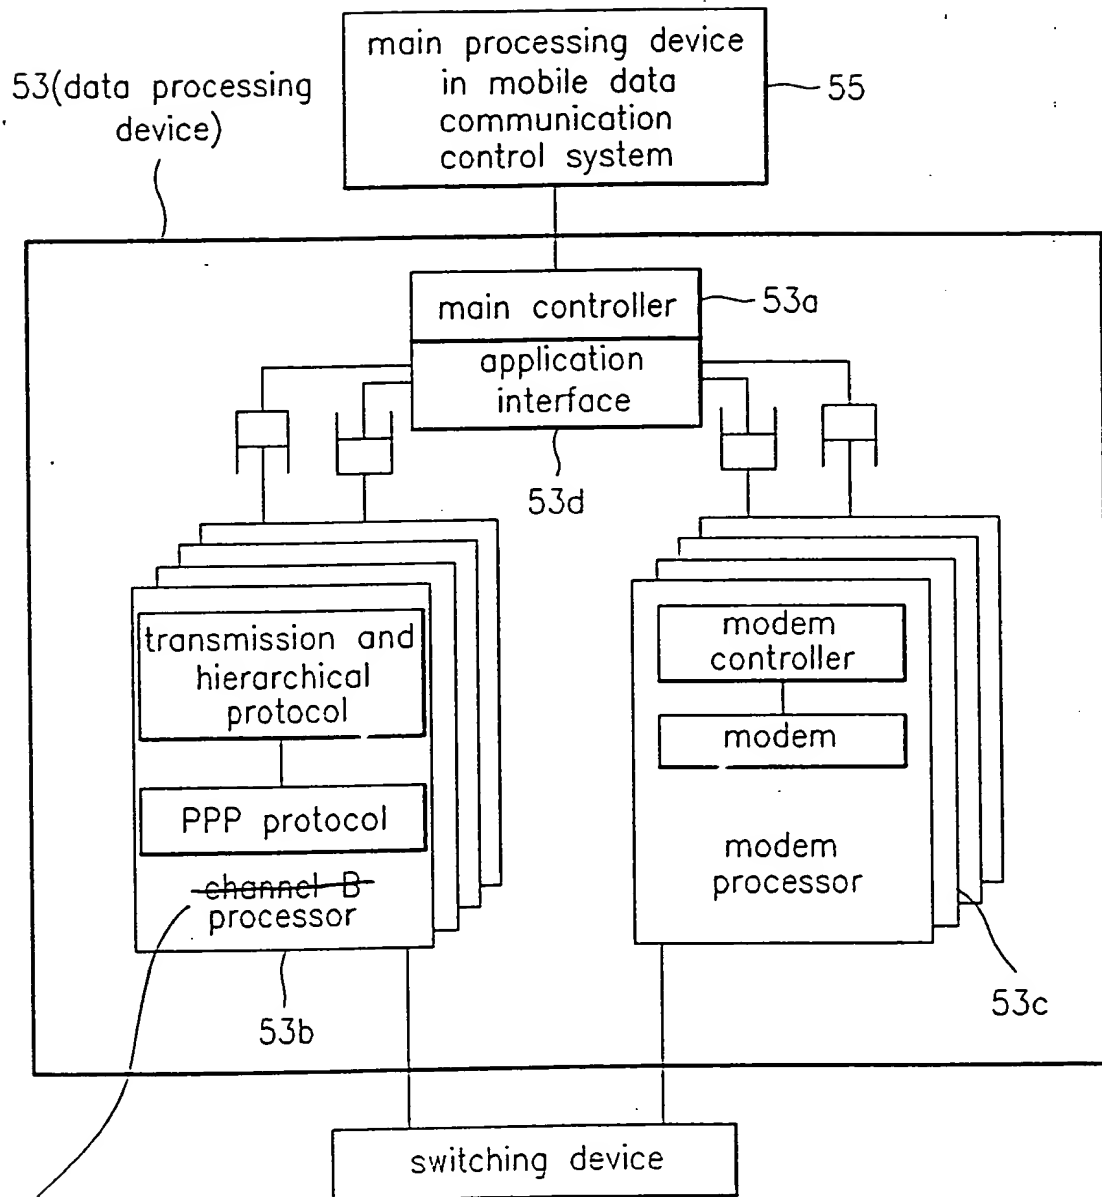 main processing device
in mobile data
communication
control system
55
53(data processing
device)
main controller
53a
application
interface
53d
transmission and
hierarchical
protocol
PPP protocol
channel B
processor
53b
modem
controller
modem
modem
processor
53c
switching device